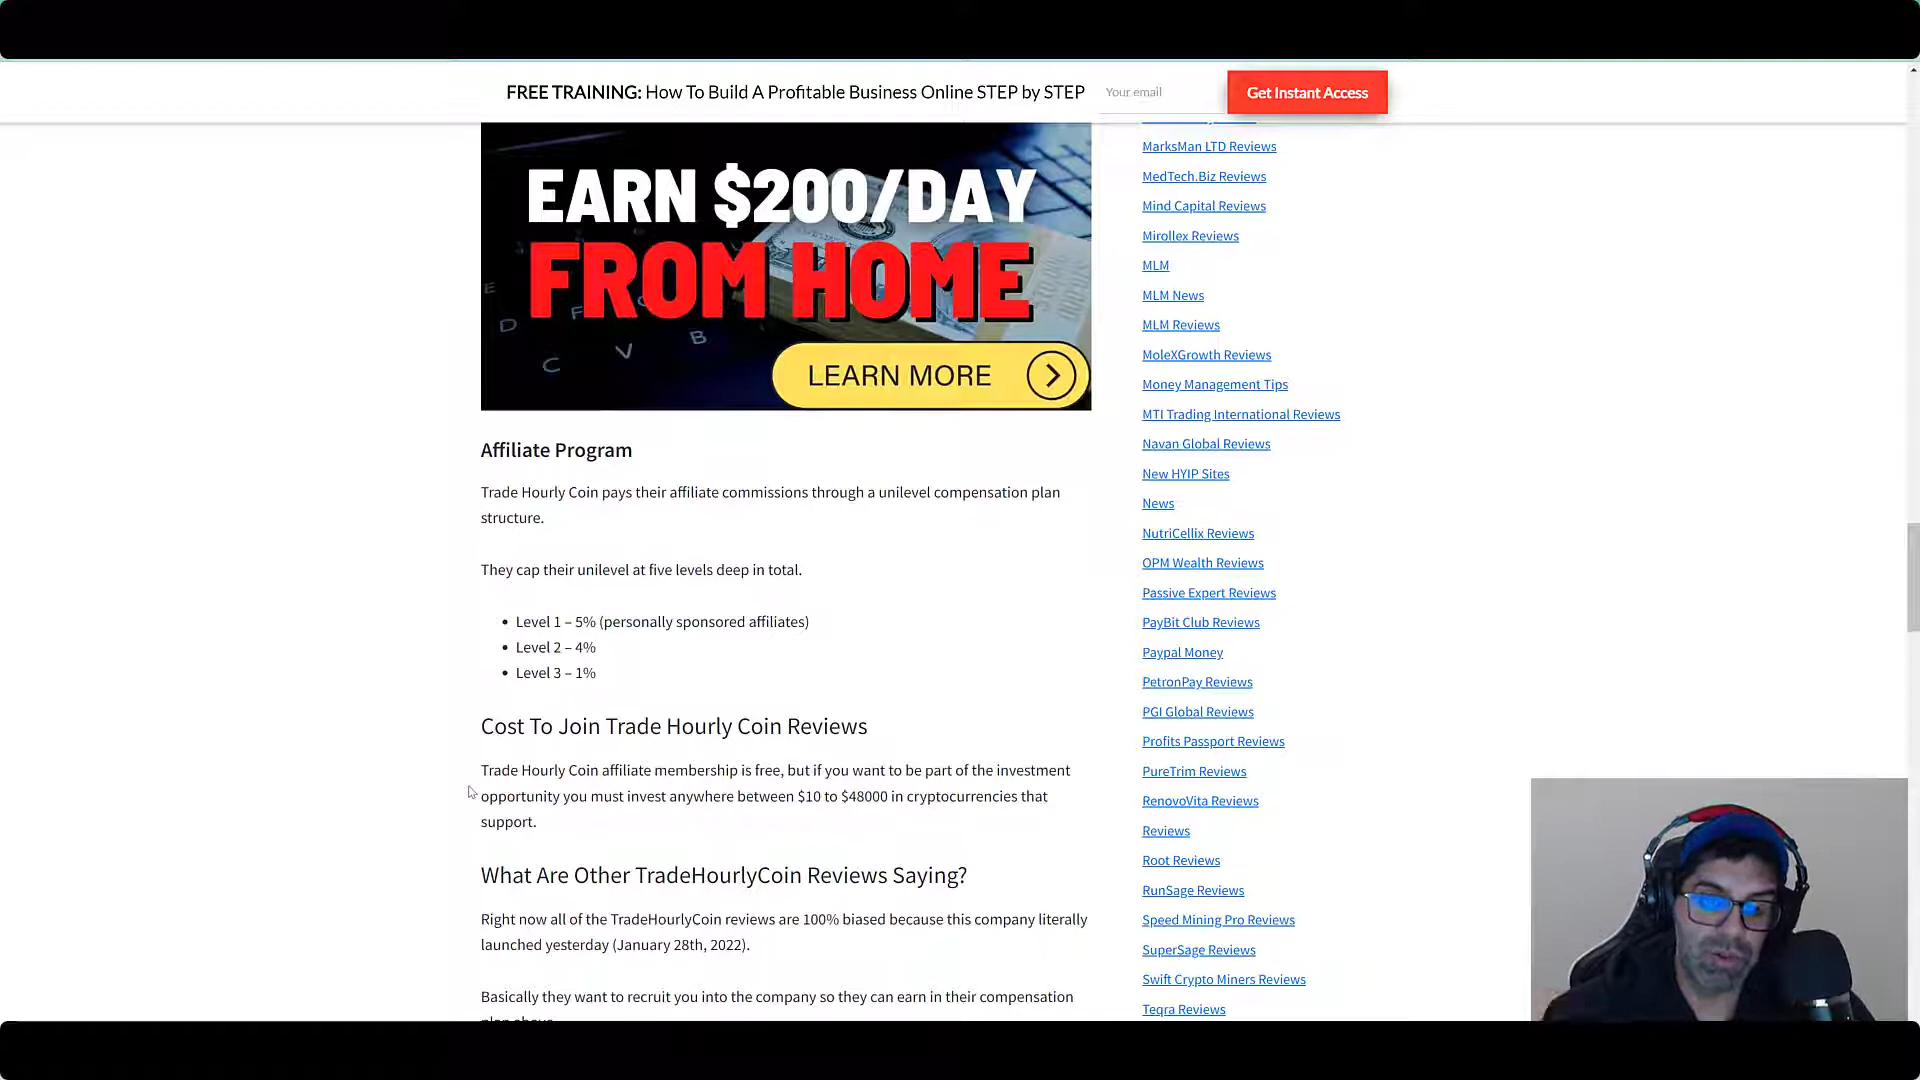 FREE TRAINING: How To Build A Profitable Business Online STEP by STEP
Your email
Get Instant Access
EARN $200/DAY
FROM HOME
LEARN MORE
Affiliate Program
Trade Hourly Coin pays their affiliate commissions through a unilevel compensation plan
structure.
They cap their unilevel at five levels deep in total.
Level 1 – 5% (personally sponsored affiliates)
Level 2 – 4%
Level 3 – 1%
Cost To Join Trade Hourly Coin Reviews
Trade Hourly Coin affiliate membership is free, but if you want to be part of the investment
opportunity you must invest anywhere between $10 to $48000 in cryptocurrencies that
support.
What Are Other TradeHourlyCoin Reviews Saying?
Right now all of the TradeHourlyCoin reviews are 100% biased because this company literally
launched yesterday (January 28th, 2022).
Basically they want to recruit you into the company so they can earn in their compensation
MarksMan LTD Reviews
MedTech.Biz Reviews
Mind Capital Reviews
Mirollex Reviews
MLM
MLM News
MLM Reviews
MoleXGrowth Reviews
Money Management Tips
MTI Trading International Reviews
Navan Global Reviews
New HYIP Sites
News
NutriCellix Reviews
OPM Wealth Reviews
Passive Expert Reviews
PayBit Club Reviews
Paypal Money
PetronPay Reviews
PGI Global Reviews
Profits Passport Reviews
PureTrim Reviews
RenovoVita Reviews
Reviews
Root Reviews
RunSage Reviews
Speed Mining Pro Reviews
SuperSage Reviews
Swift Crypto Miners Reviews
Teqra Reviews